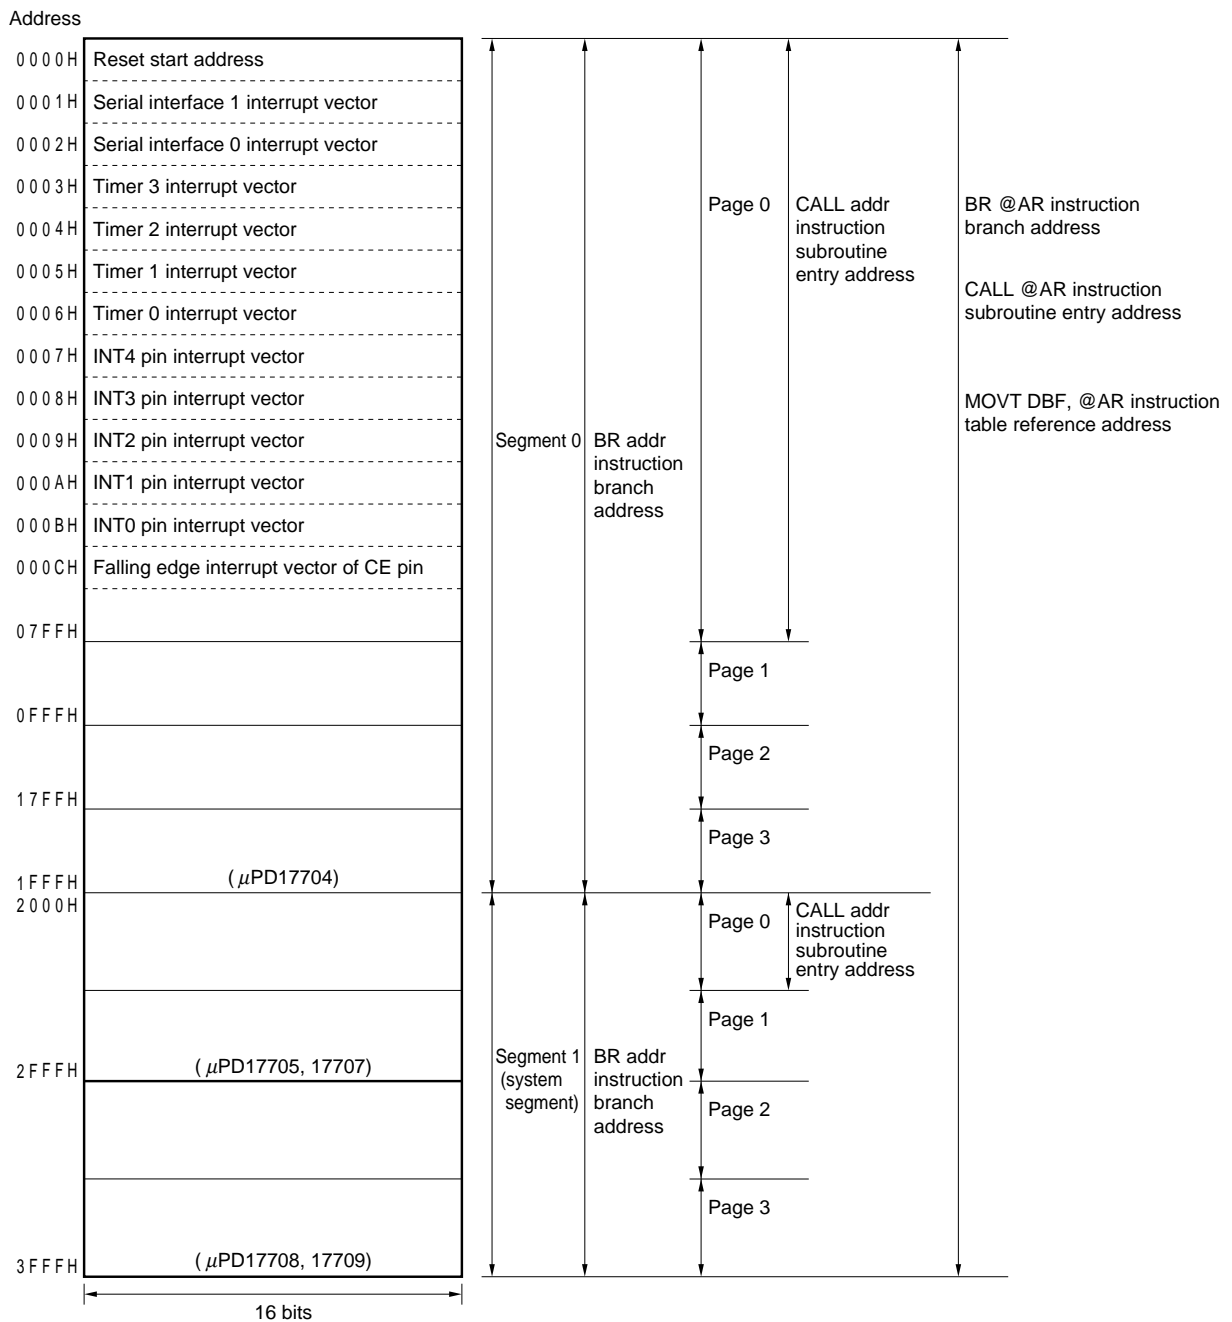 Address
0000H Reset start address
0001H Serial interface 1 interrupt vector
0002H Serial interface 0 interrupt vector
0003H Timer 3 interrupt vector
0004H Timer 2 interrupt vector
0005H Timer 1 interrupt vector
0006H Timer 0 interrupt vector
0007H INT4 pin interrupt vector
0008H INT3 pin interrupt vector
0009H INT2 pin interrupt vector
000AH INT1 pin interrupt vector
000BH INT0 pin interrupt vector
000CH Falling edge interrupt vector of CE pin
07FFH
0FFFH
17FFH
1FFFH (μPD17704)
2000H
2FFFH (μPD17705, 17707)
3FFFH (μPD17708, 17709)
16 bits
Segment 0
BR addr
instruction
branch
address
Page 0
CALL addr
instruction
subroutine
entry address
Page 1
Page 2
Page 3
Segment 1
(system
segment)
BR addr
instruction
branch
address
Page 0
CALL addr
instruction
subroutine
entry address
Page 1
Page 2
Page 3
BR @AR instruction
branch address
CALL @AR instruction
subroutine entry address
MOVT DBF, @AR instruction
table reference address